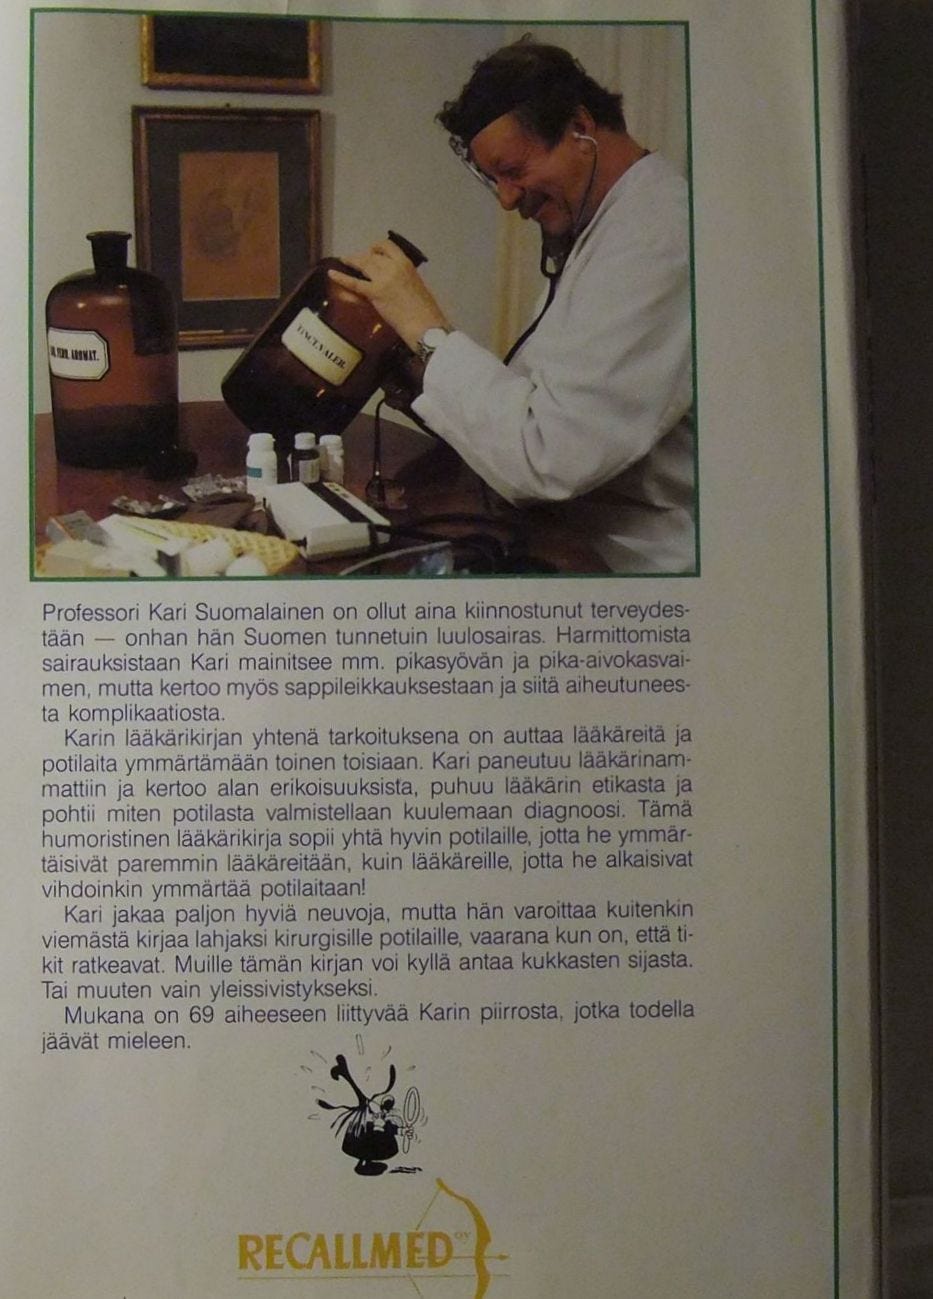 TINCT.VALER.
AROMAT.
Professori Kari Suomalainen on ollut aina kiinnostunut terveydes-
tään — onhan hän Suomen tunnetuin luulosairas. Harmittomista
sairauksistaan Kari mainitsee mm. pikasyövän ja pika-aivokasvai-
men, mutta kertoo myös sappileikkauksestaan ja siitä aiheutunees-
ta komplikaatiosta.
Karin lääkärikirjan yhtenä tarkoituksena on auttaa lääkäreitä ja
potilaita ymmärtämään toinen toisiaan. Kari paneutuu lääkärinam-
mattiin ja kertoo alan erikoisuuksista, puhuu lääkärin etikasta ja
pohtii miten potilasta valmistellaan kuulemaan diagnoosi. Tämä
humoristinen lääkärikirja sopii yhtä hyvin potilaille, jotta he ymmär-
täisivät paremmin lääkäreitään, kuin lääkäreille, jotta he alkaisivat
vihdoinkin ymmärtää potilaitaan!
Kari jakaa paljon hyviä neuvoja, mutta hän varoittaa kuitenkin
viemästä kirjaa lahjaksi kirurgisille potilaille, vaarana kun on, että ti-
kit ratkeavat. Muille tämän kirjan voi kyllä antaa kukkasten sijasta.
Tai muuten vain yleissivistykseksi.
Mukana on 69 aiheeseen liittyvää Karin piirrosta, jotka todella
jäävät mieleen.
RECALLMED OY